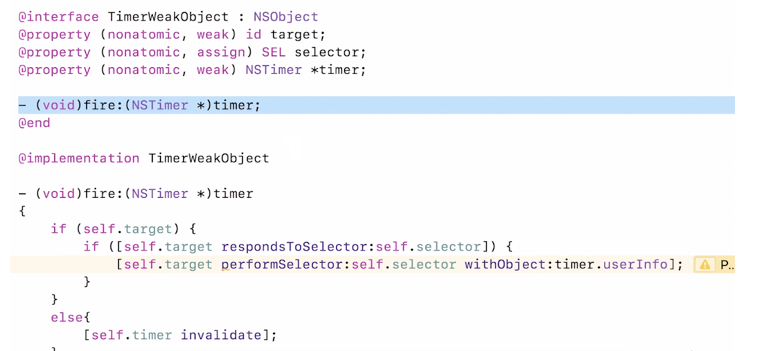 @interface TimerWeakObject : NSObject
@property (nonatomic, weak) id target;
@property (nonatomic, assign) SEL selector;
@property (nonatomic, weak) NSTimer *timer;
- (void)fire:(NSTimer *)timer;
@end
@implementation TimerWeakObject
- (void)fire:(NSTimer *)timer
{
if (self.target) {
if ([self.target respondsToSelector:self.selector]) {
[self.target performSelector:self.selector withObject:timer.userInfo]; P..
}
}
else{
[self.timer invalidate];